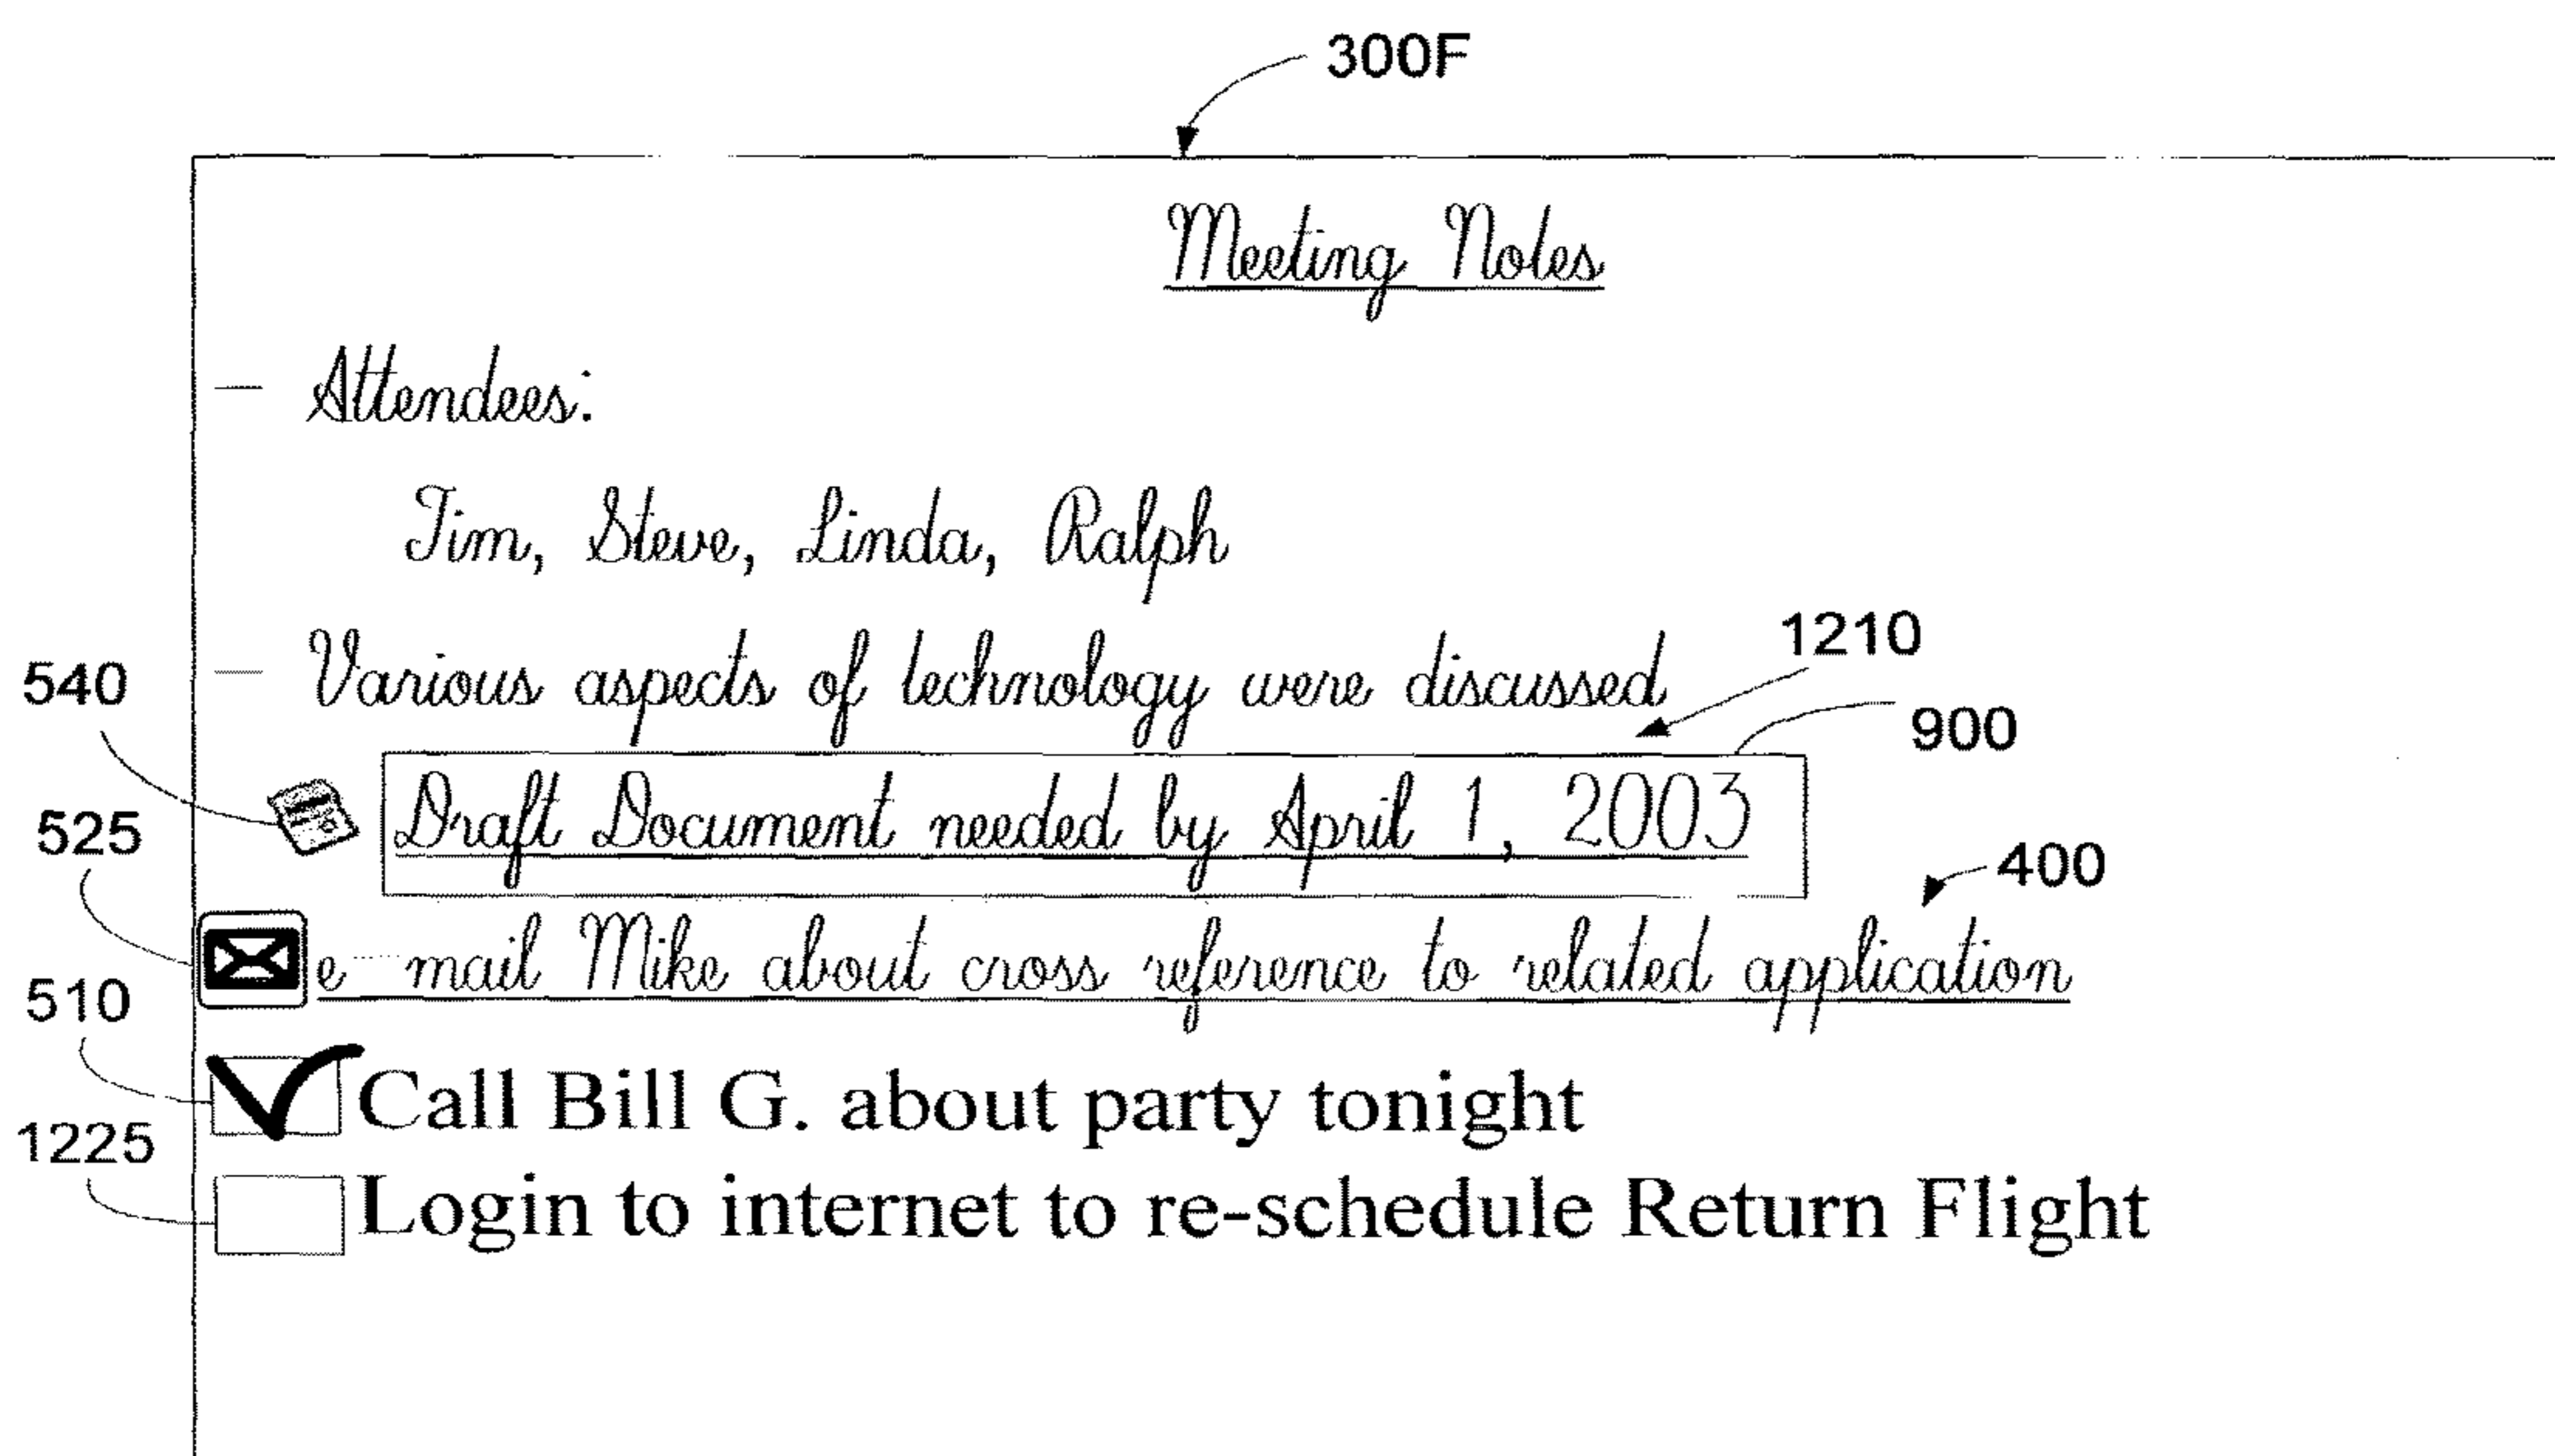 300F
Meeting Notes
Attendees:
Tim, Steve, Linda, Ralph
1210
Various aspects of technology were discussed
540
900
Draft Document needed by April 1, 2003
525
400
e-mail Mike about cross reference to related application
510
Call Bill G. about party tonight
1225
Login to internet to re-schedule Return Flight